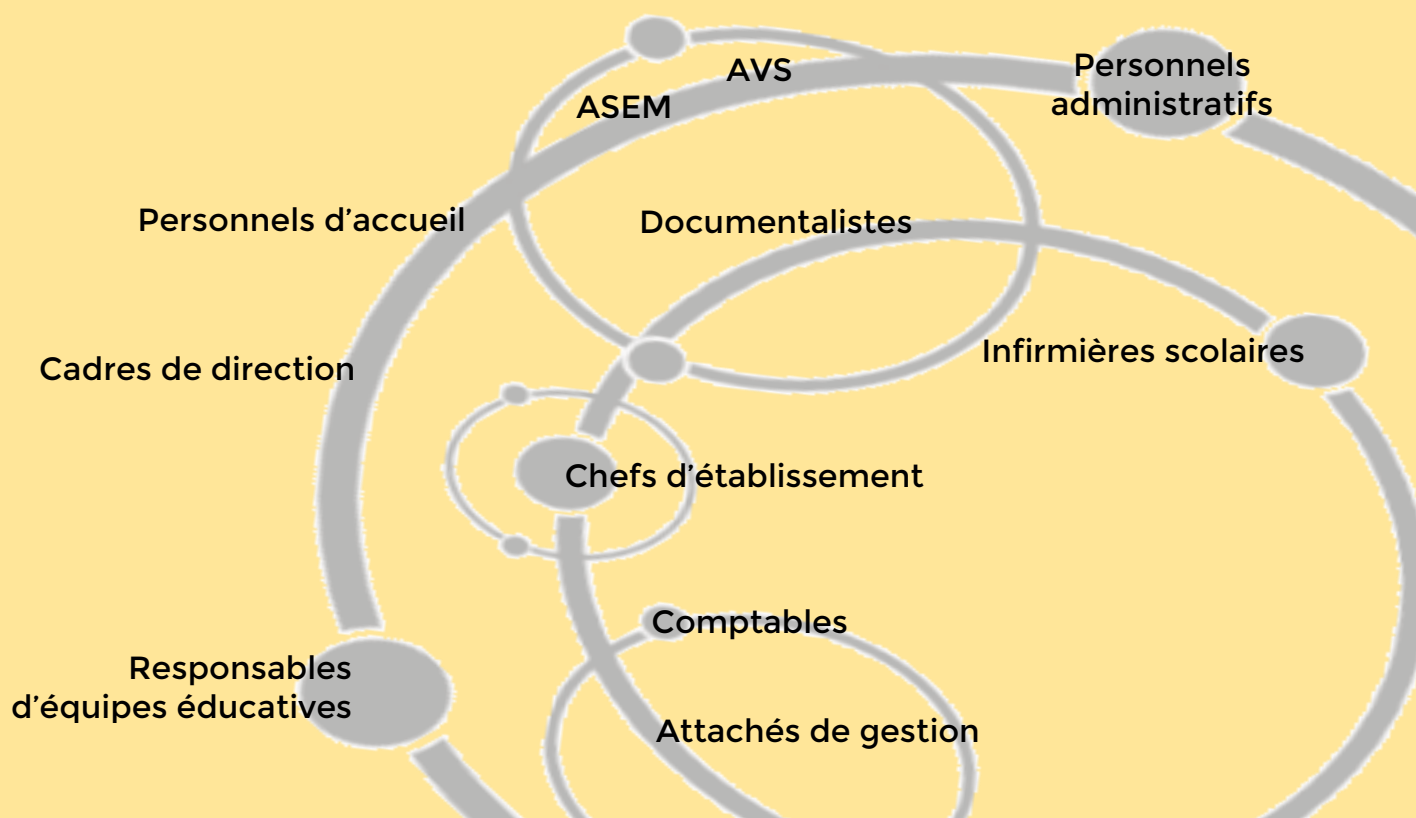 AVS
Personnels
administratifs
ASEM
Personnels d’accueil
Documentalistes
Infirmières scolaires
Cadres de direction
Chefs d’établissement
Comptables
Responsables
d’équipes éducatives
Attachés de gestion